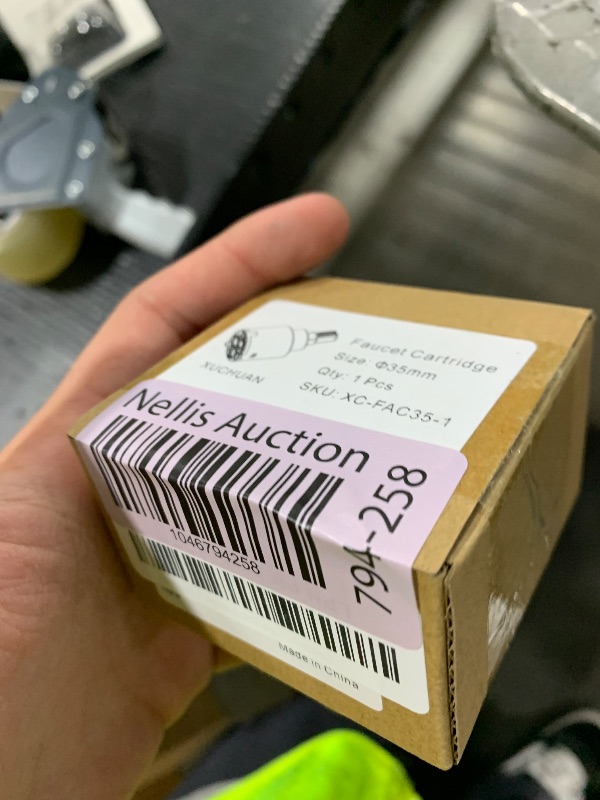 Faucet Cartridge
Size: Φ35mm
Qty: 1 Pcs
SKU: XC-FAC35-1
XUCHUAN
Nellis Auction
794-258
1046794258
Made in China